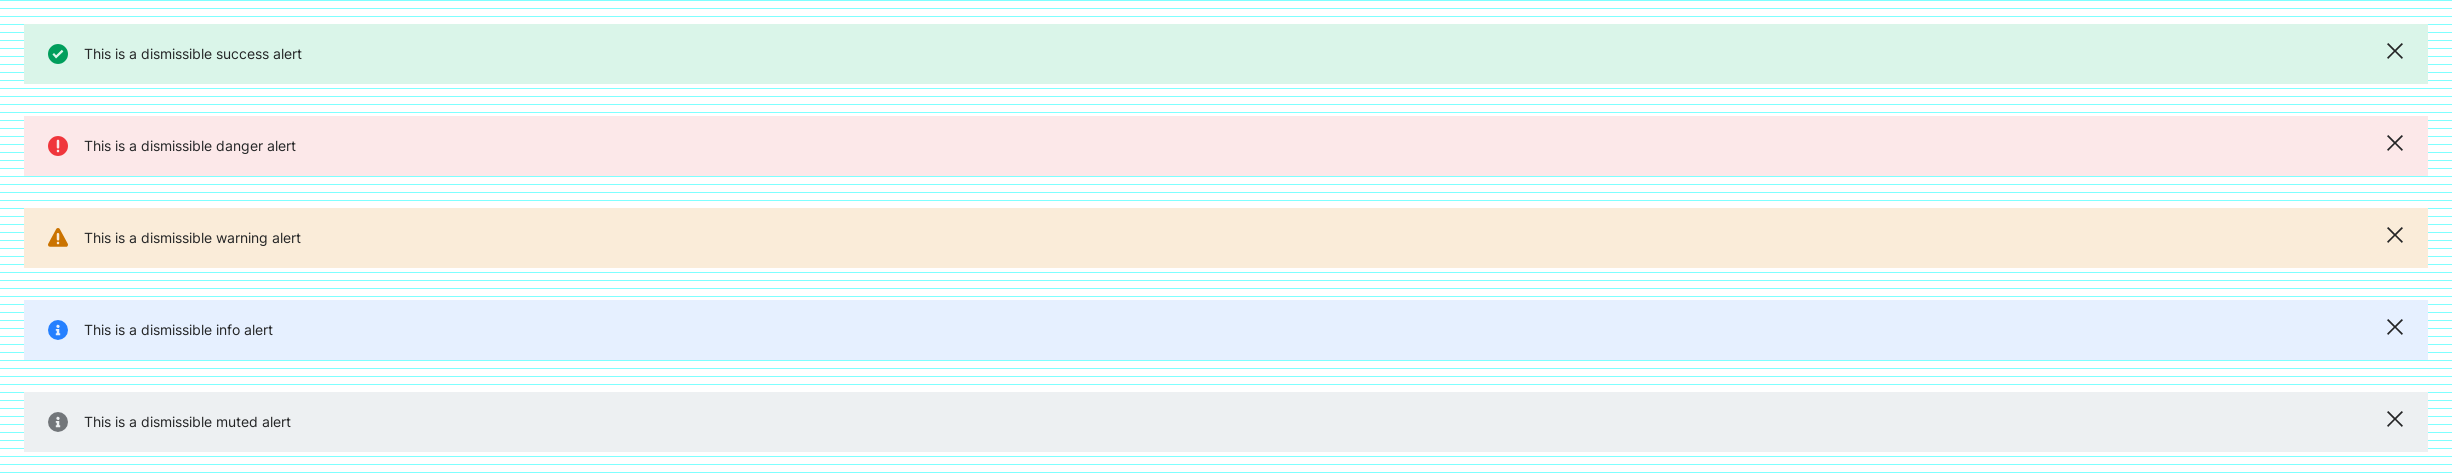 This is a dismissible success alert
This is a dismissible danger alert
This is a dismissible warning alert
This is a dismissible info alert
This is a dismissible muted alert